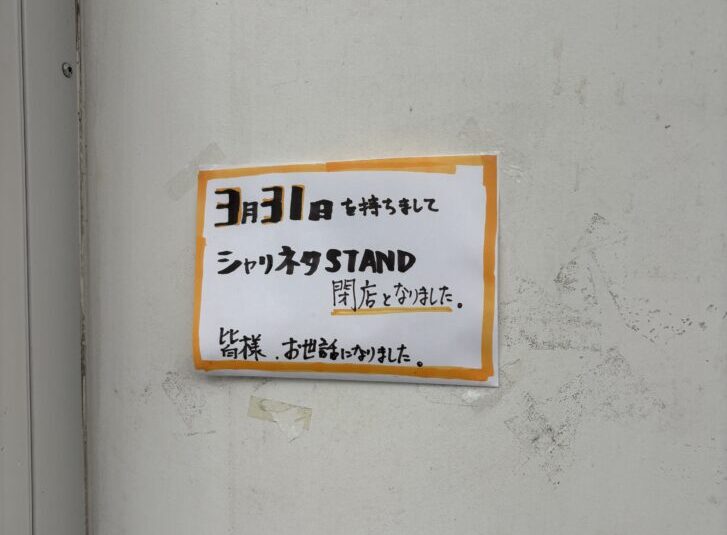 3月31日を持ちまして
シャリネタSTAND
閉店となりました。
皆様、お世話になりました。